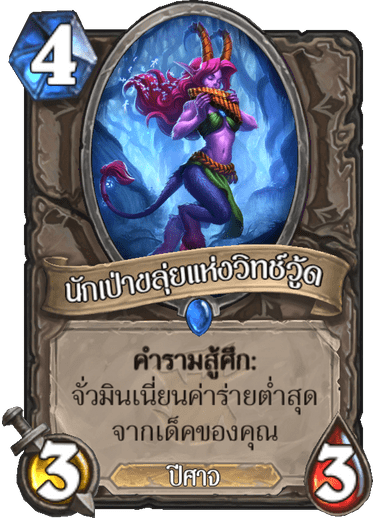 4
นักเป่าขลุ่ยแห่งวิทช์วู้ด
คำรามสู้ศึก:
จั่วมินเนี่ยนค่าร่ายต่ำสุด
จากเด็คของคุณ
3
ปีศาจ
3